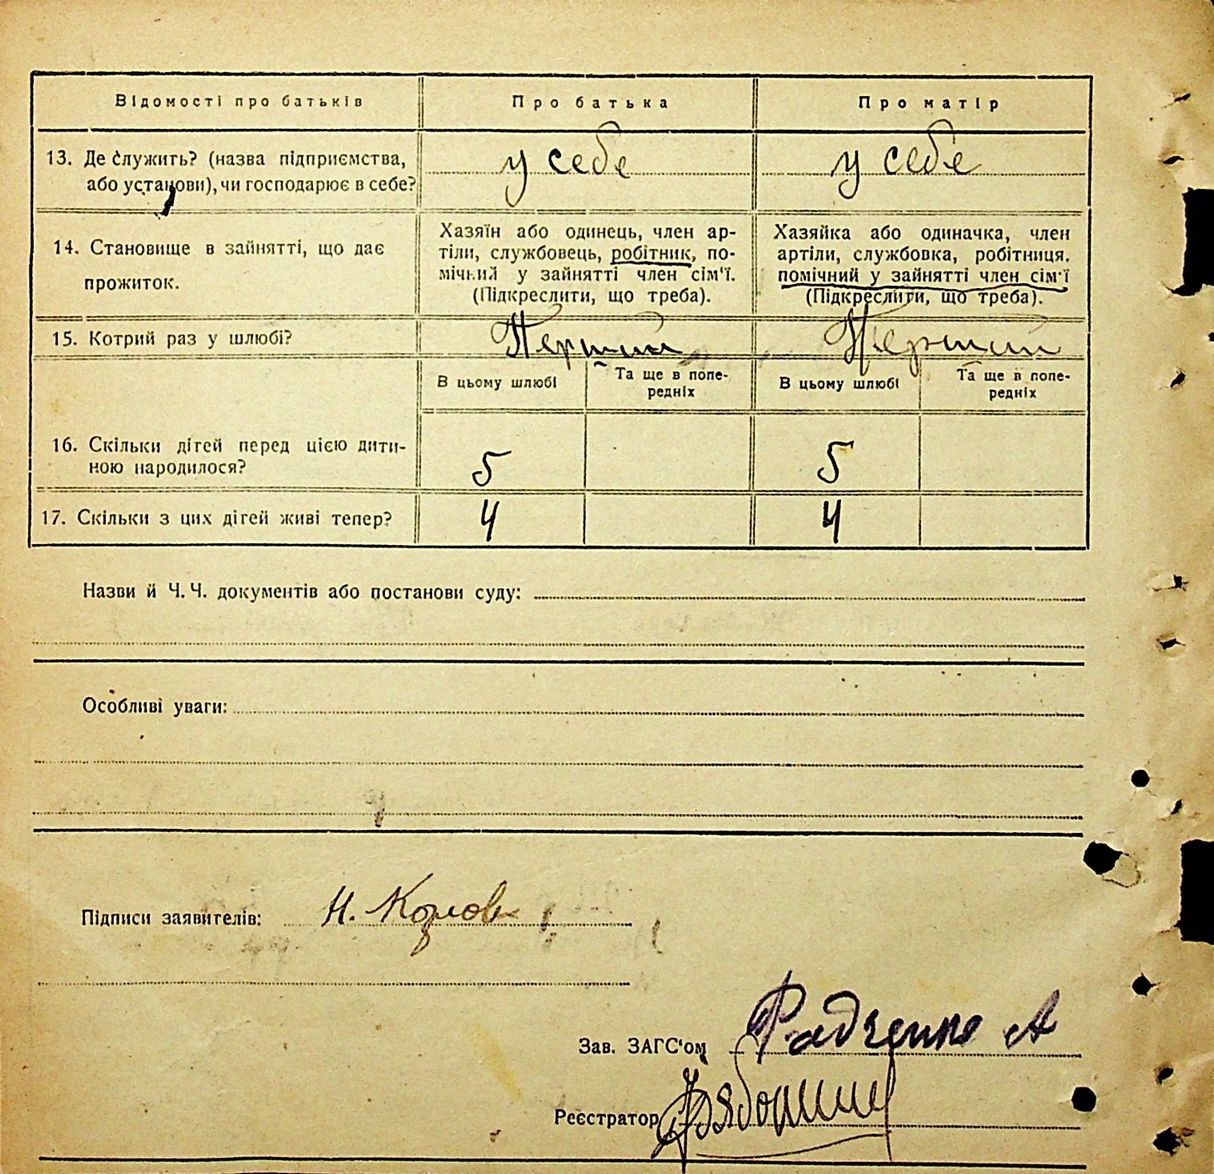 Відомості про батьків Про батька Про матір
13. Де служить? (назва підприємства, або установи), чи господарює в себе? у себе у себе
14. Становище в зайнятті, що дає прожиток.
Хазяїн або одинець, член ар-
тіли, службовець, робітник, по-
мічний у зайнятті член сім'ї.
(Підкреслити, що треба).
Хазяйка або одиначка, член
артіли, службовка, робітниця.
помічний у зайнятті член сім'ї
(Підкреслити, що треба).
15. Котрий раз у шлюбі? Перший Перший
В цьому шлюбі Та ще в попе-
редніх В цьому шлюбі Та ще в попе-
редніх
16. Скільки дітей перед цією дити-
ною народилося? 5 5
17. Скільки з цих дітей живі тепер? 4 4
Назви й Ч.Ч. документів або постанови суду:
Особливі уваги:
Підписи заявителів: Н.
Зав. ЗАГС'ом Радченко А
Реєстратор